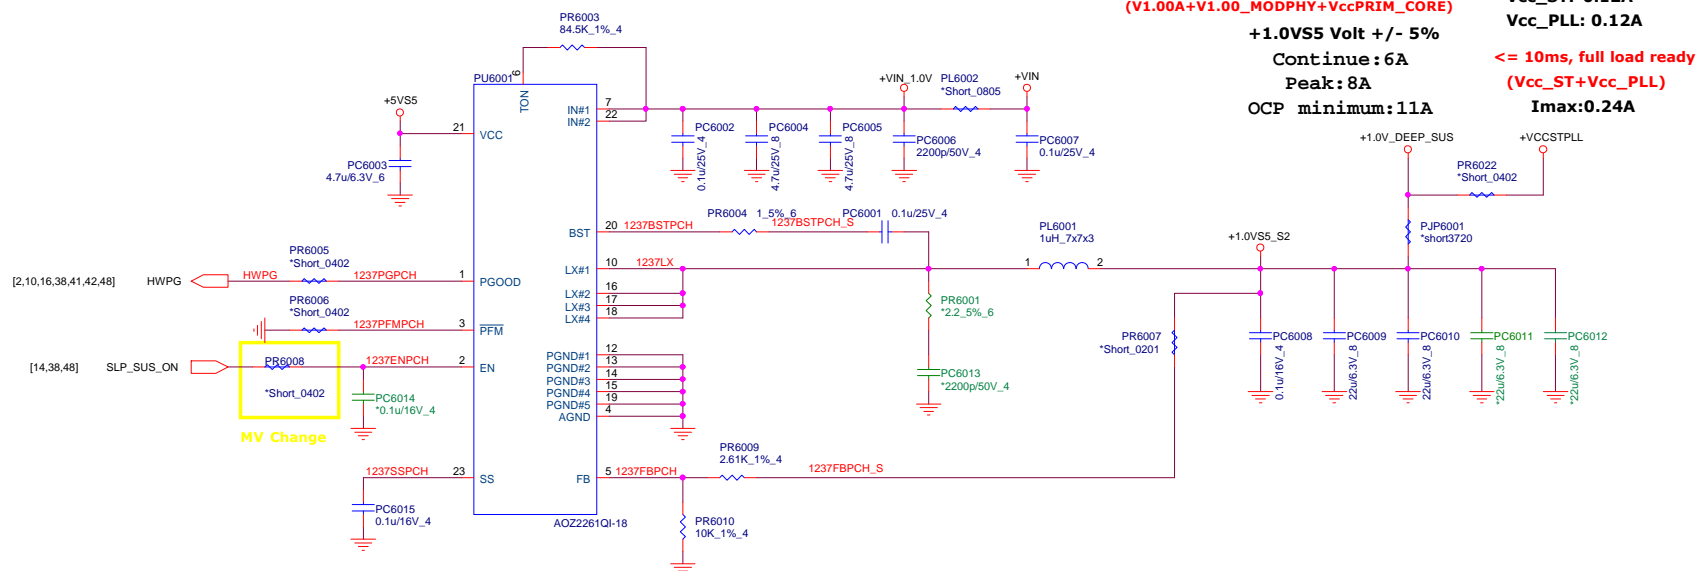 (V1.00A+V1.00_MODPHY+VccPRIM_CORE)
+1.0VS5 Volt +/- 5%
Continue:6A
Peak:8A
OCP minimum:11A
Vcc_PLL: 0.12A
<= 10ms, full load ready
(Vcc_ST+Vcc_PLL)
Imax:0.24A
PR6003
84.5K_1%_4
PU6001
6
TON
+5VS5
21
VCC
PC6003
4.7u/6.3V_6
IN#1
7
IN#2
22
+VIN_1.0V
PL6002
*Short_0805
+VIN
PC6002
0.1u/25V_4
PC6004
4.7u/25V_8
PC6005
4.7u/25V_8
PC6006
2200p/50V_4
PC6007
0.1u/25V_4
+1.0V_DEEP_SUS
+VCCSTPLL
PR6022
*Short_0402
PJP6001
*short3720
BST
20
1237BSTPCH
PR6004
1_5%_6
1237BSTPCH_S
PC6001
0.1u/25V_4
PL6001
1uH_7x7x3
1
2
+1.0VS5_S2
[2,10,16,38,41,42,48]
HWPG
HWPG
PR6005
*Short_0402
1237PGPCH
1
PGOOD
LX#1
10
1237LX
LX#2
16
LX#3
17
LX#4
18
PR6006
*Short_0402
1237PFMPCH
3
PFM
PR6001
*2.2_5%_6
PC6013
*2200p/50V_4
PR6007
*Short_0201
PC6008
0.1u/16V_4
PC6009
22u/6.3V_8
PC6010
22u/6.3V_8
PC6011
*22u/6.3V_8
PC6012
*22u/6.3V_8
[14,38,48]
SLP_SUS_ON
PR6008
*Short_0402
MV Change
1237ENPCH
2
EN
PC6014
*0.1u/16V_4
PGND#1
12
PGND#2
13
PGND#3
14
PGND#4
15
PGND#5
19
AGND
4
1237SSPCH
23
SS
PC6015
0.1u/16V_4
FB
5
1237FBPCH
PR6009
2.61K_1%_4
1237FBPCH_S
PR6010
10K_1%_4
AOZ2261QI-18